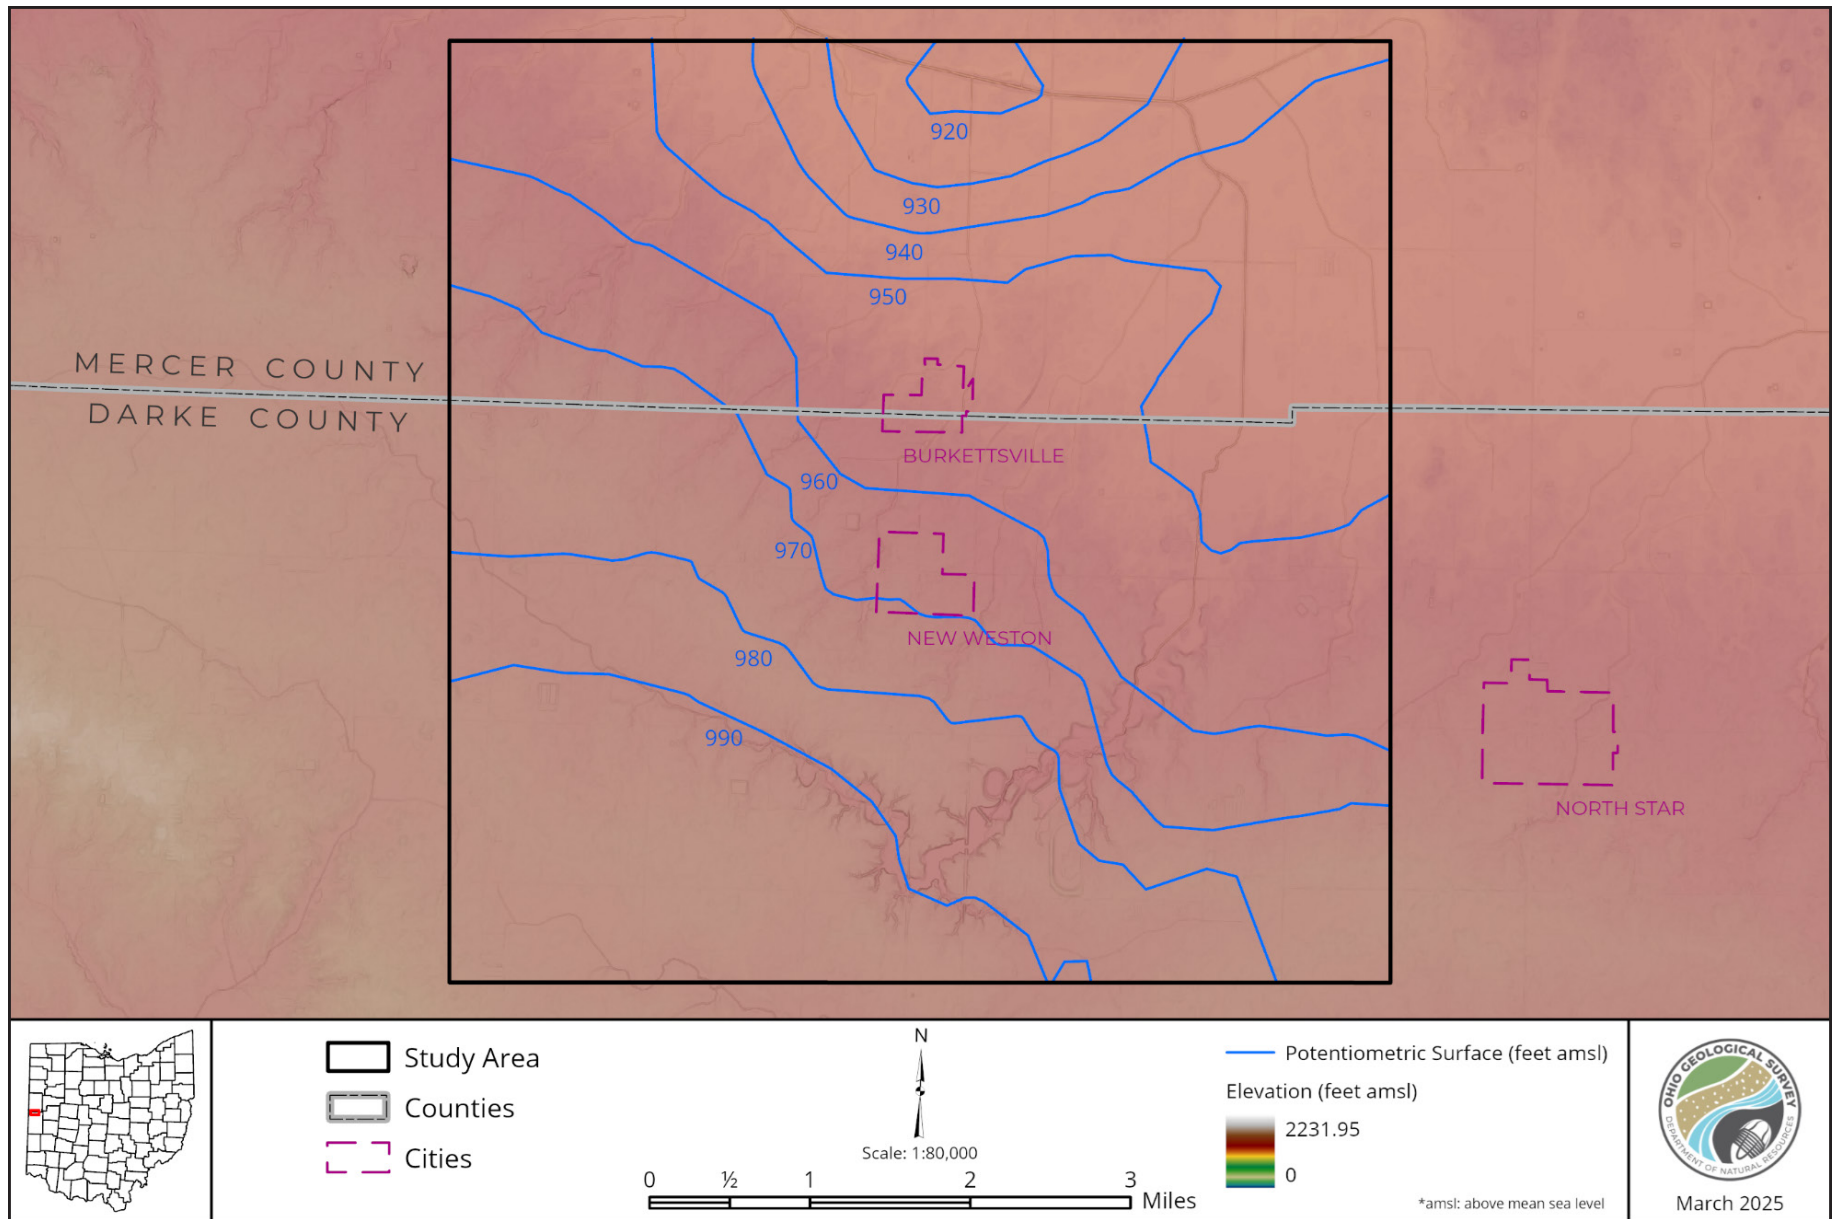 920
930
940
950
MERCER COUNTY
DARKE COUNTY
BURKETTSVILLE
960
970
NEW WESTON
980
990
NORTH STAR
Study Area
Counties
Cities
N
Scale: 1:80,000
0 ½ 1 2 3 Miles
Potentiometric Surface (feet amsl)
Elevation (feet amsl)
2231.95
0
*amsl: above mean sea level
OHIO GEOLOGICAL SURVEY
DEPARTMENT OF NATURAL RESOURCES
March 2025